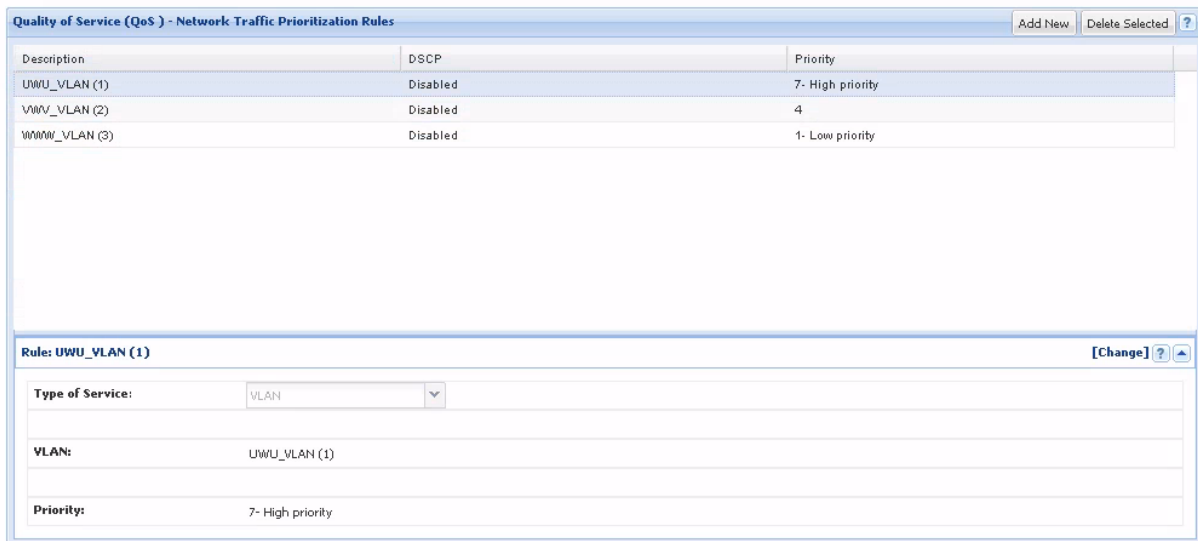 Quality of Service (QoS ) - Network Traffic Prioritization Rules Add New Delete Selected ?
Description DSCP Priority
UWU_VLAN (1) Disabled 7- High priority
VWV_VLAN (2) Disabled 4
WWW_VLAN (3) Disabled 1- Low priority
Rule: UWU_VLAN (1) [Change] ?
Type of Service: VLAN
VLAN: UWU_VLAN (1)
Priority: 7- High priority